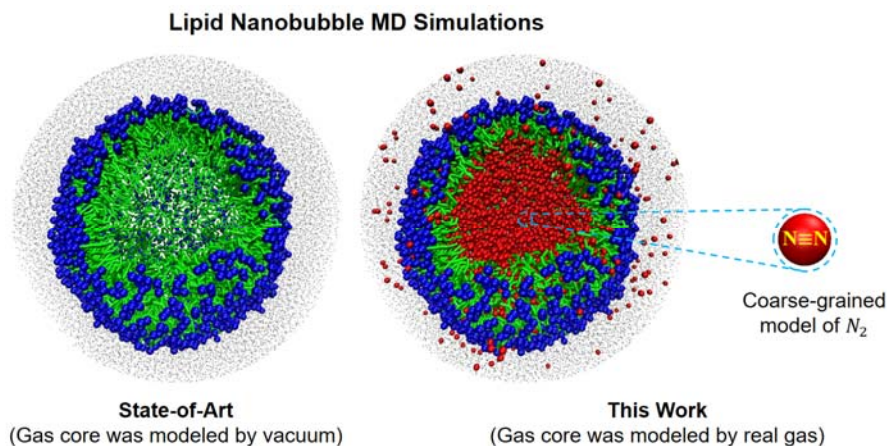 Lipid Nanobubble MD Simulations
N≡N
Coarse-grained
model of N₂
State-of-Art
(Gas core was modeled by vacuum)
This Work
(Gas core was modeled by real gas)